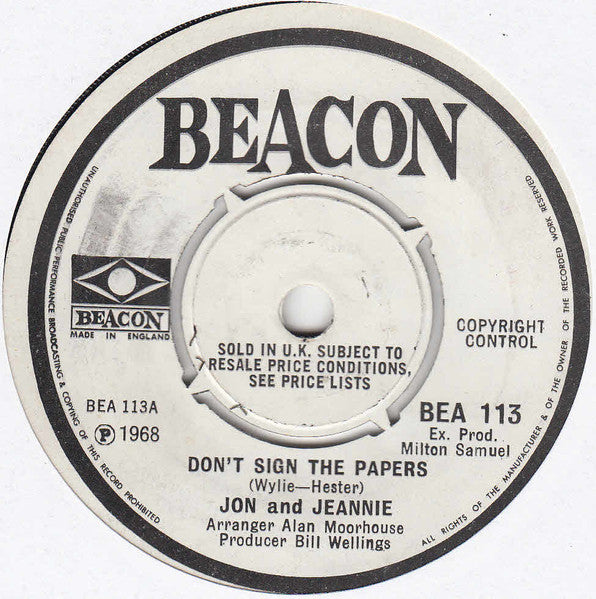 BEACON
UNAUTHORISED PUBLIC PERFORMANCE BROADCASTING & COPYING OF THIS RECORD PROHIBITED
ALL RIGHTS OF THE MANUFACTURER & OF THE OWNER OF THE RECORDED WORK RESERVED
BEACON
MADE IN ENGLAND
COPYRIGHT
CONTROL
SOLD IN U.K. SUBJECT TO
RESALE PRICE CONDITIONS,
SEE PRICE LISTS
BEA 113A
Ⓟ 1968
BEA 113
Ex. Prod.
Milton Samuel
DON'T SIGN THE PAPERS
(Wylie—Hester)
JON and JEANNIE
Arranger Alan Moorhouse
Producer Bill Wellings